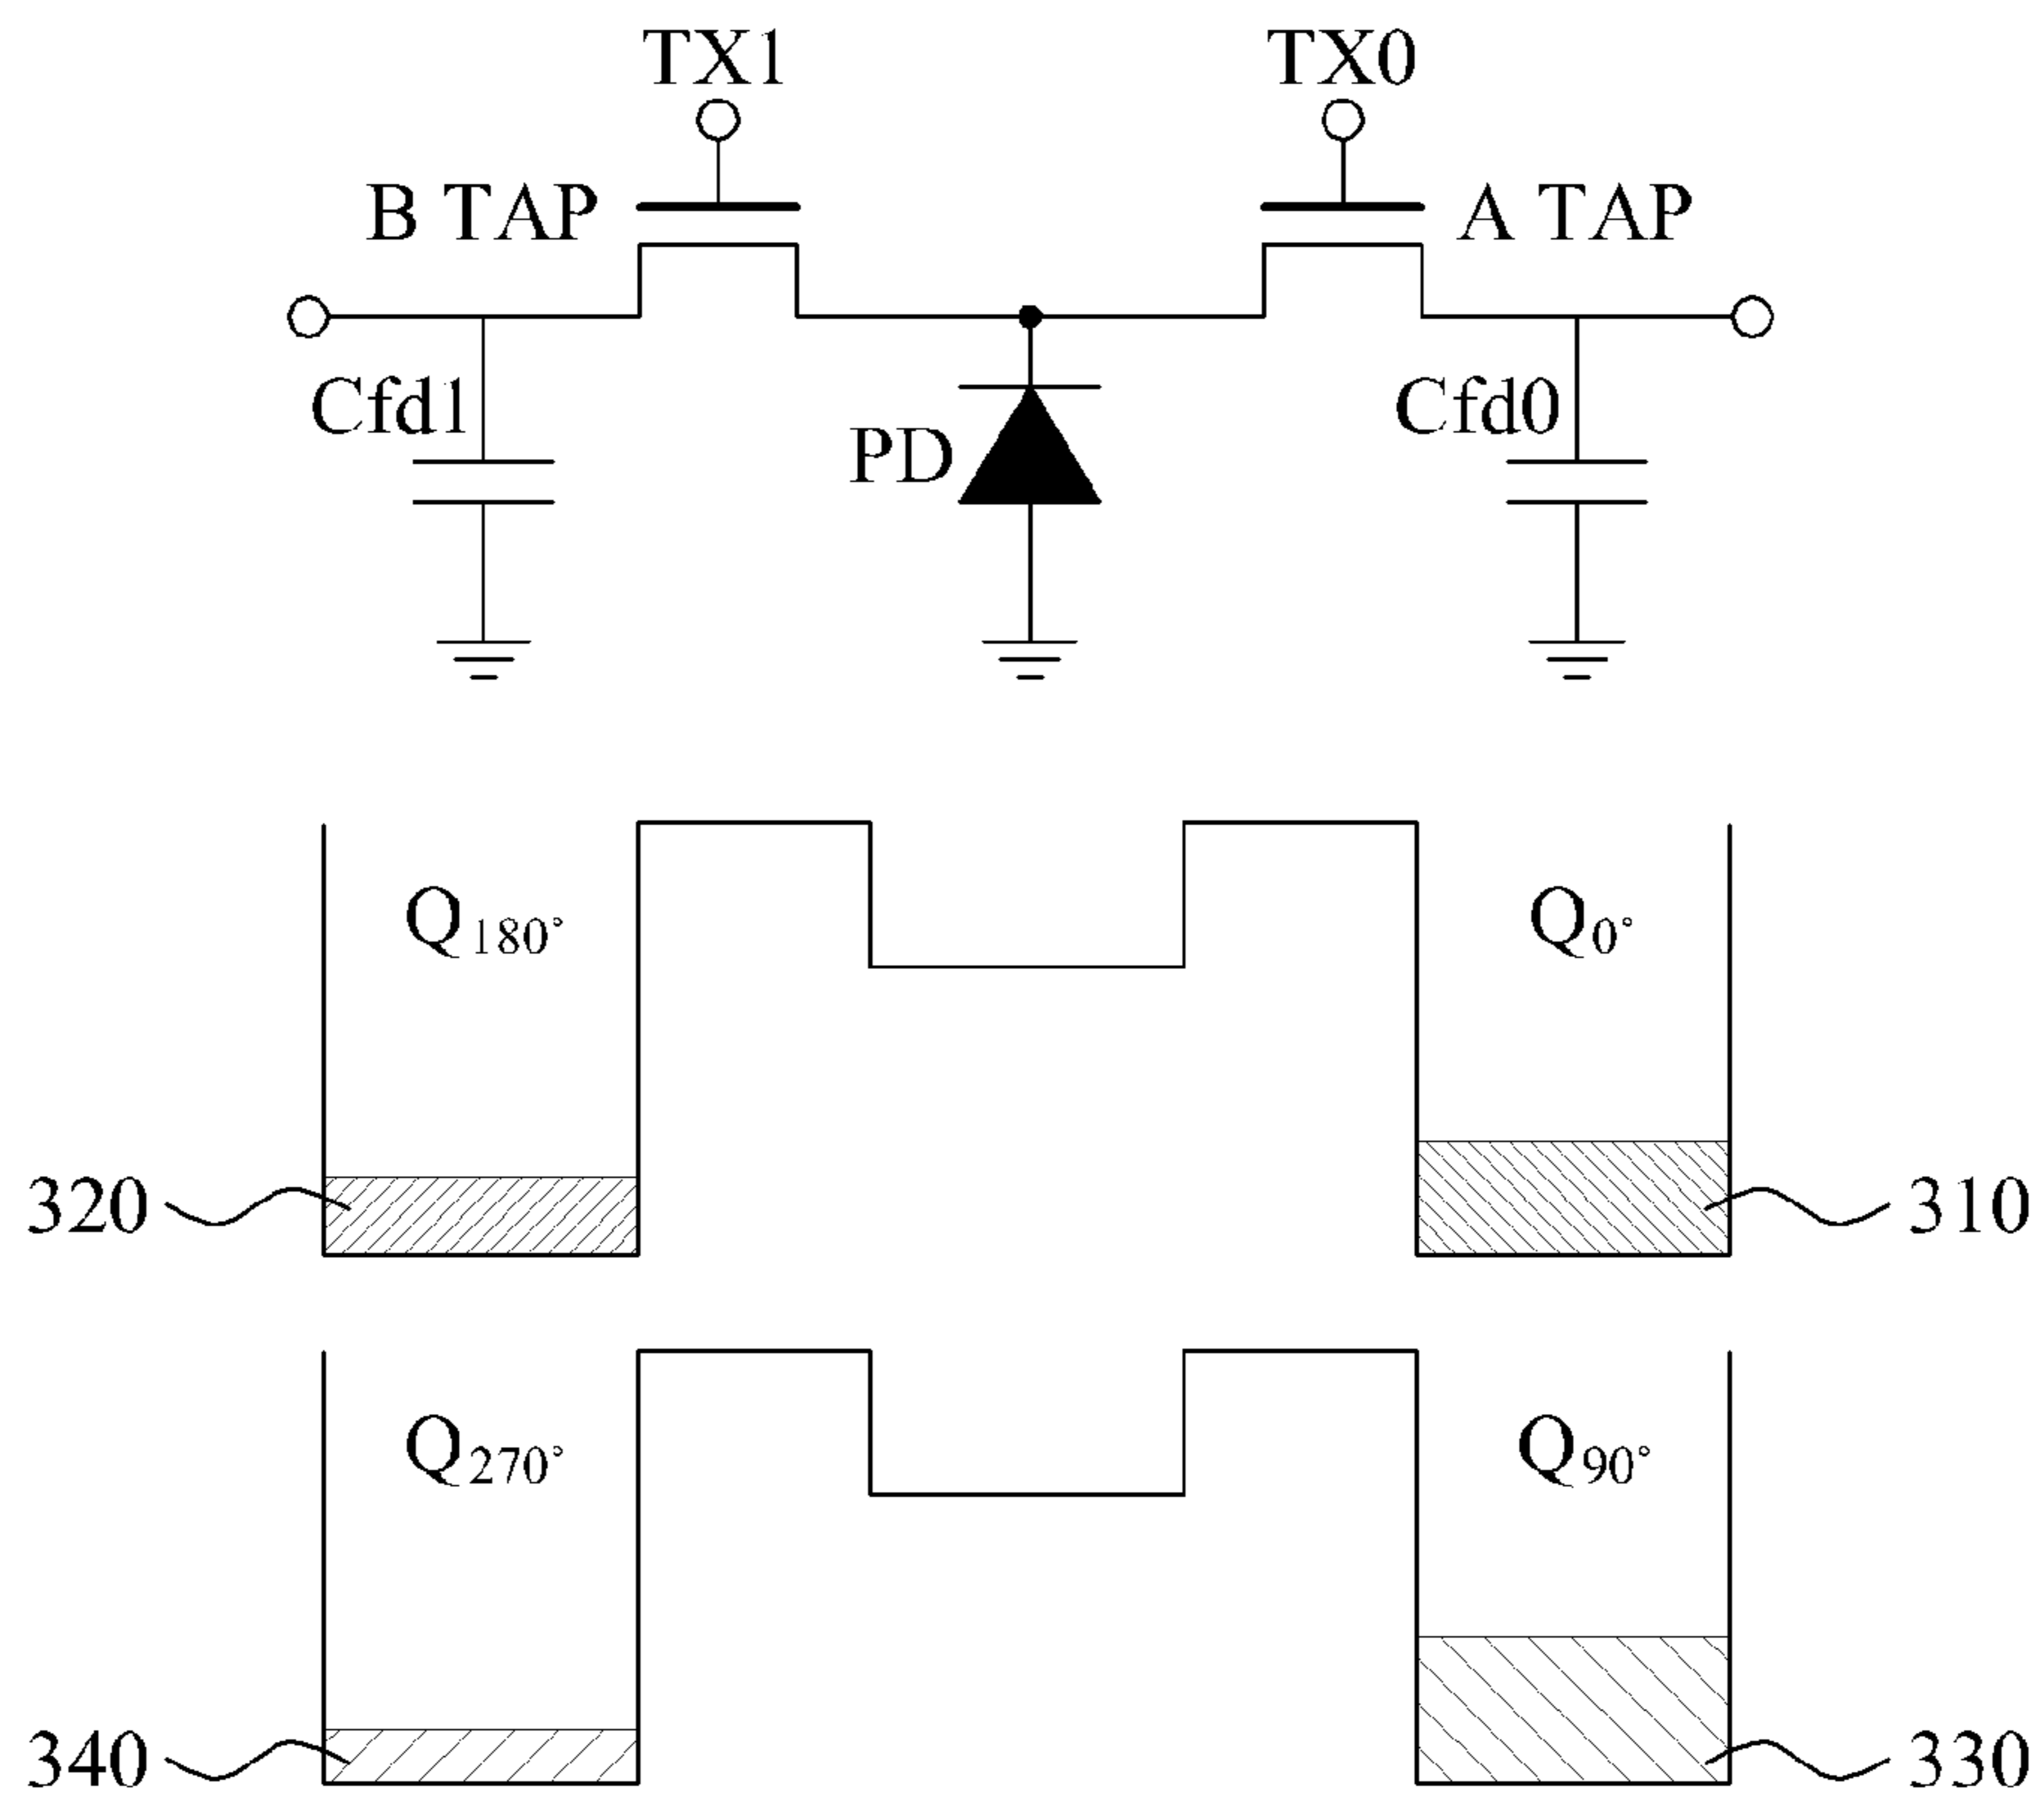 TX1 TX0
B TAP A TAP
Cfd1 PD Cfd0
Q180° Q0°
320 310
Q270° Q90°
340 330